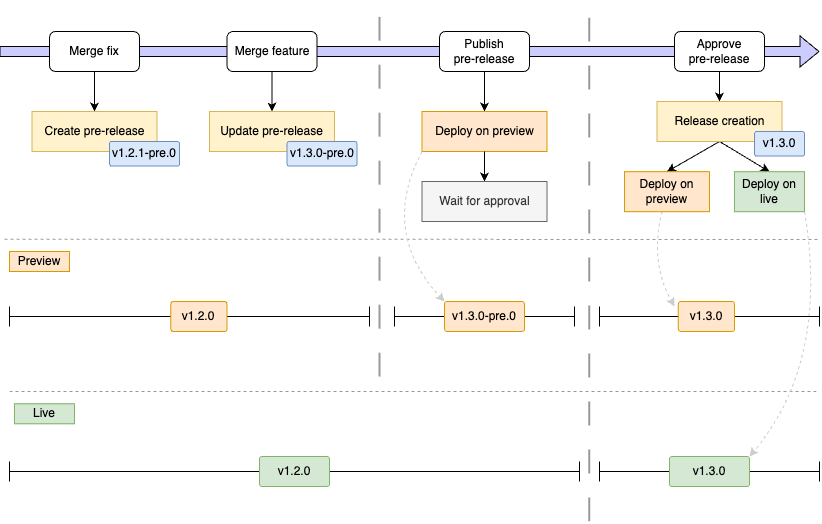 Merge fix
Merge feature
Publish
pre-release
Approve
pre-release
Create pre-release
v1.2.1-pre.0
Update pre-release
v1.3.0-pre.0
Deploy on preview
Wait for approval
Release creation
v1.3.0
Deploy on
preview
Deploy on
live
Preview
v1.2.0
v1.3.0-pre.0
v1.3.0
Live
v1.2.0
v1.3.0